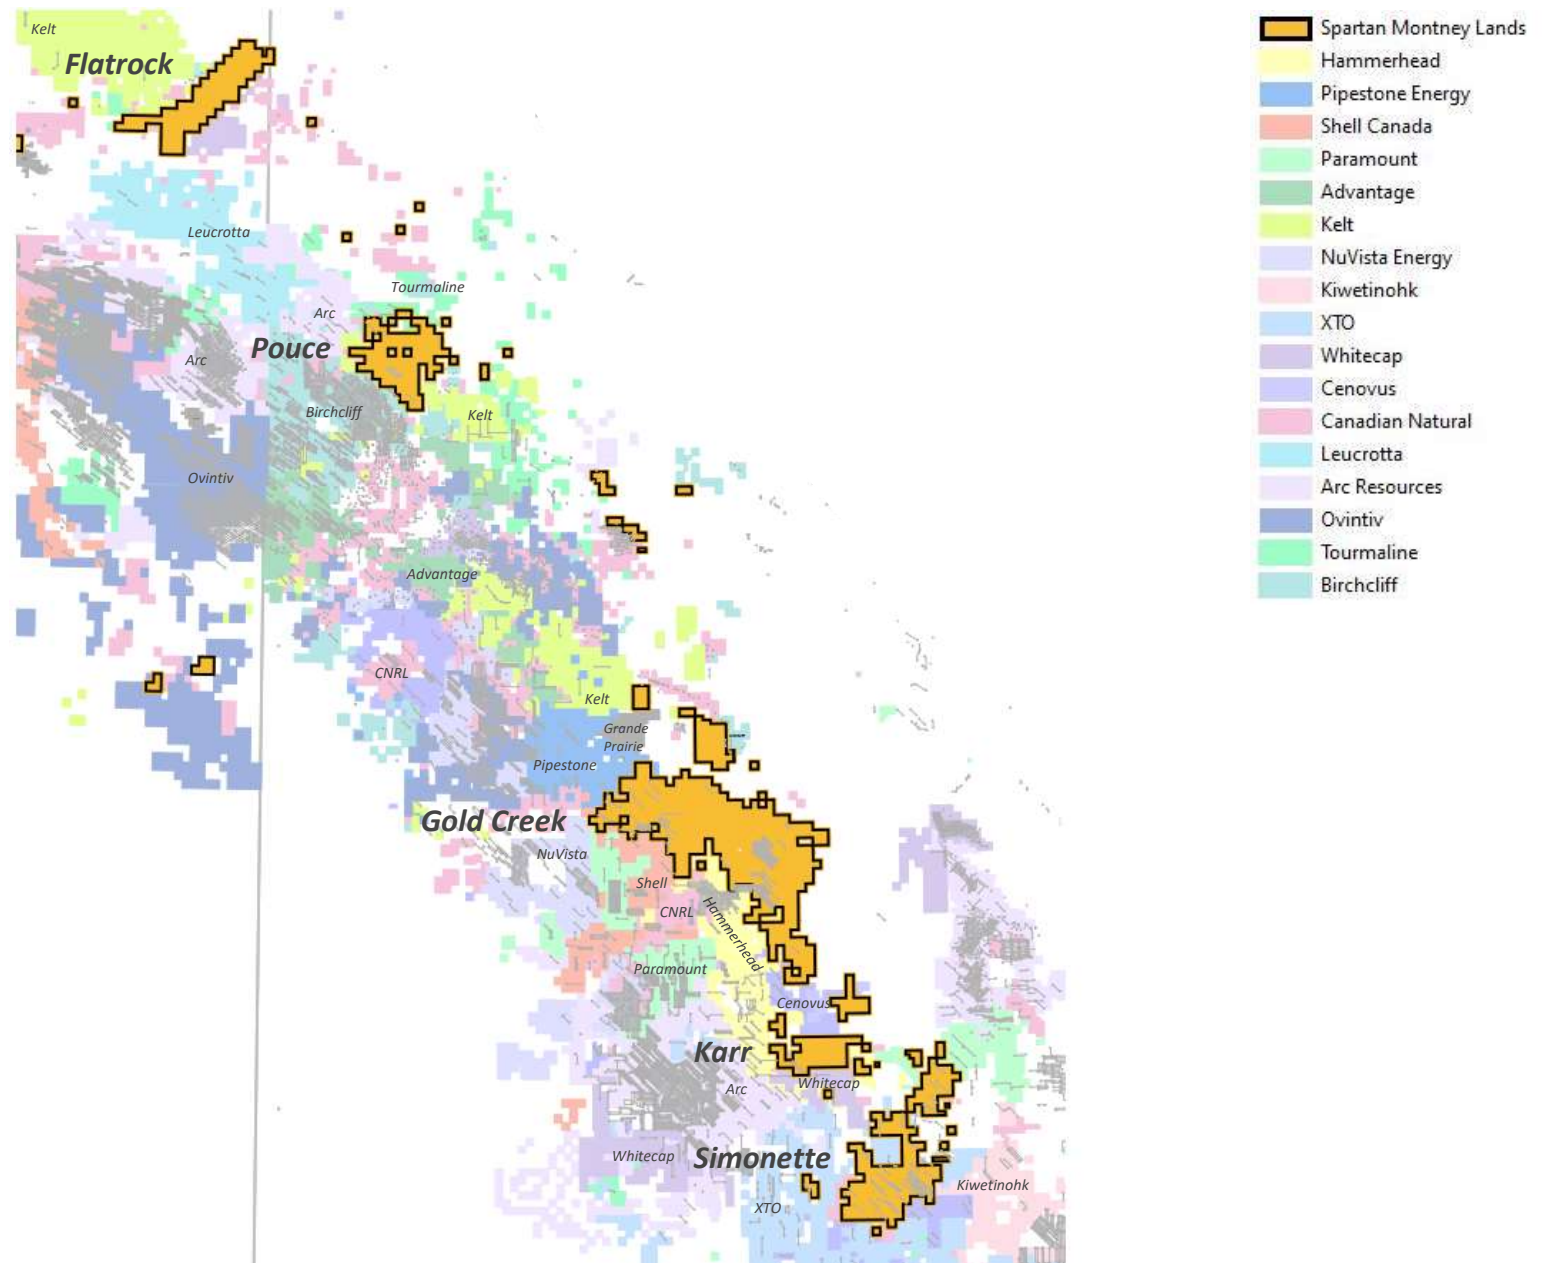 Kelt
Flatrock
Leucrotta
Tourmaline
Arc
Pouce
Arc
Birchcliff
Kelt
Ovintiv
Advantage
CNRL
Kelt
Grande
Prairie
Pipestone
Gold Creek
NuVista
Shell
CNRL
Hammerhead
Paramount
Cenovus
Karr
Arc
Whitecap
Whitecap
Simonette
Kiwetinohk
XTO
Spartan Montney Lands
Hammerhead
Pipestone Energy
Shell Canada
Paramount
Advantage
Kelt
NuVista Energy
Kiwetinohk
XTO
Whitecap
Cenovus
Canadian Natural
Leucrotta
Arc Resources
Ovintiv
Tourmaline
Birchcliff